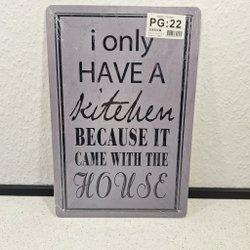 i only
PG:22
HAVE A
kitchen
BECAUSE IT
CAME WITH THE
HOUSE